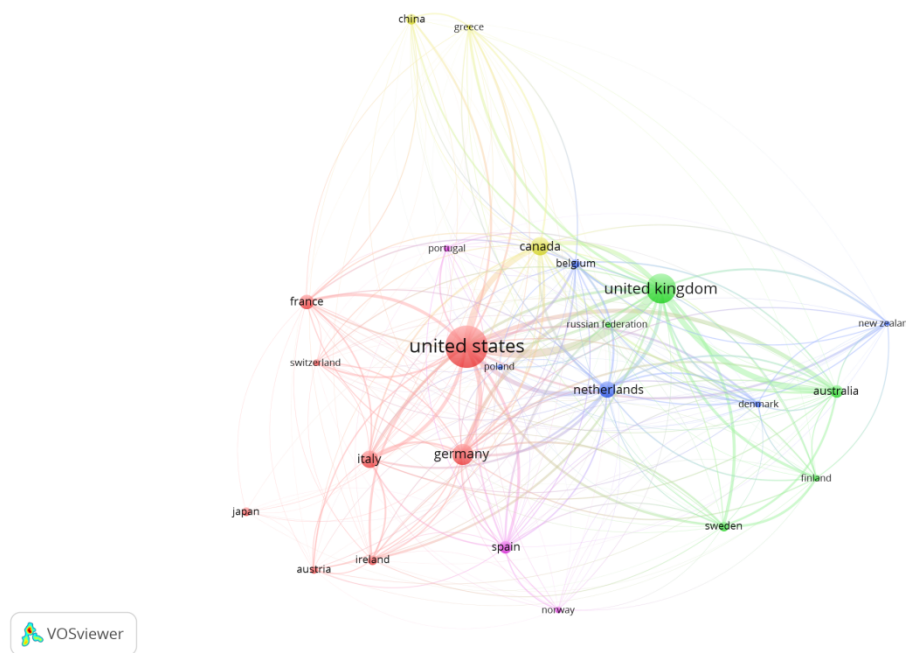 china
greece
portugal
canada
belgium
united kingdom
france
russian federation
new zealar
united states
switzerland
poland
netherlands
australia
denmark
italy
germany
finland
japan
sweden
spain
ireland
austria
norway
VOSviewer